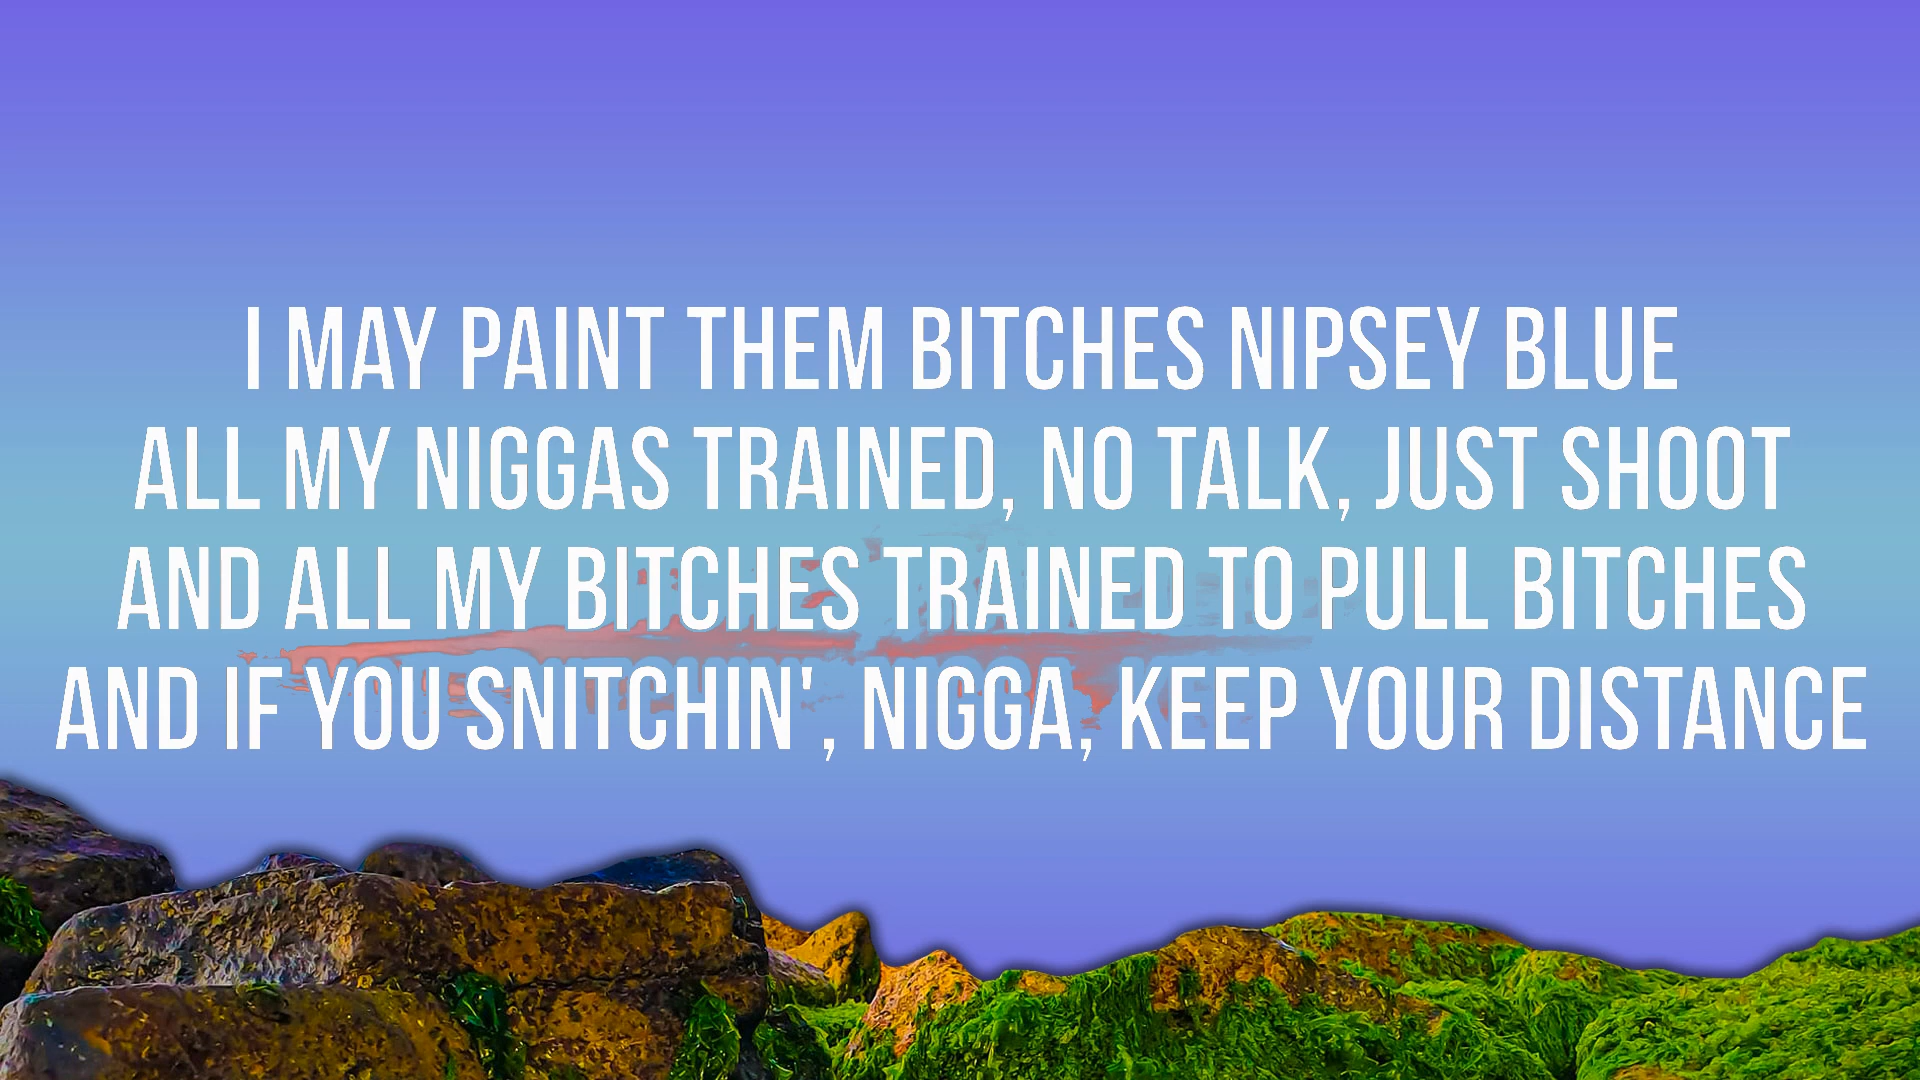 I MAY PAINT THEM BITCHES NIPSEY BLUE
ALL MY NIGGAS TRAINED, NO TALK, JUST SHOOT
AND ALL MY BITCHES TRAINED TO PULL BITCHES
AND IF YOU SNITCHIN', NIGGA, KEEP YOUR DISTANCE